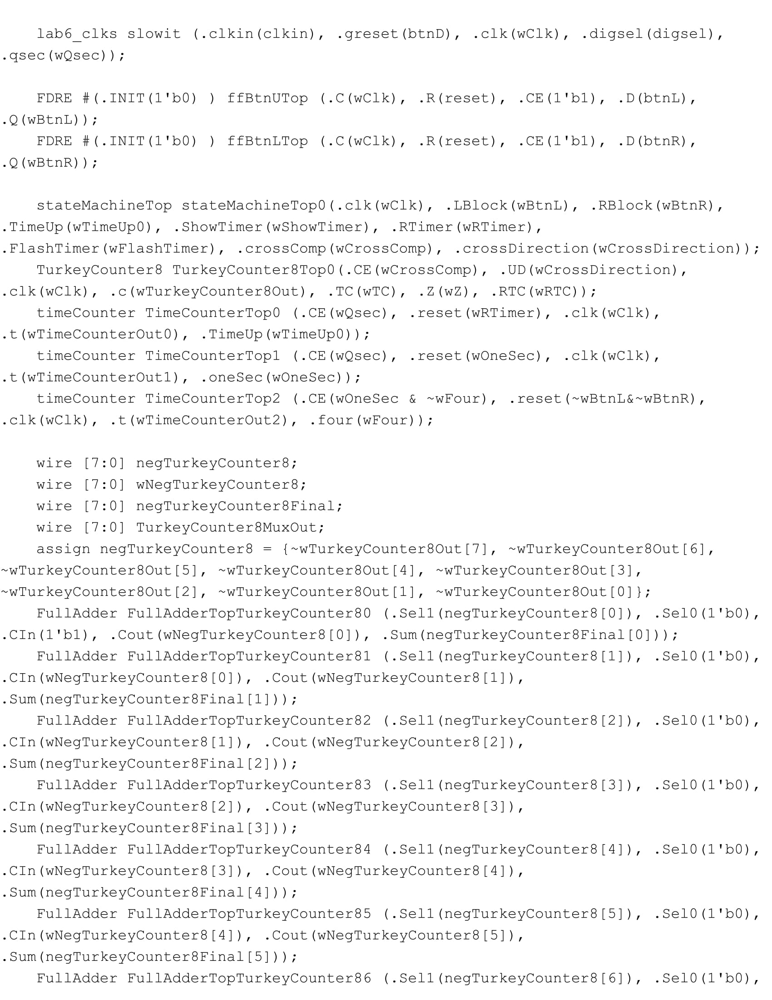 lab6_clks slowit (.clkin(clkin), .greset(btnD), .clk(wClk), .digsel(digsel),
.qsec(wQsec));

    FDRE #(.INIT(1'b0) ) ffBtnUTop (.C(wClk), .R(reset), .CE(1'b1), .D(btnL),
.Q(wBtnL));
    FDRE #(.INIT(1'b0) ) ffBtnLTop (.C(wClk), .R(reset), .CE(1'b1), .D(btnR),
.Q(wBtnR));

    stateMachineTop stateMachineTop0(.clk(wClk), .LBlock(wBtnL), .RBlock(wBtnR),
.TimeUp(wTimeUp0), .ShowTimer(wShowTimer), .RTimer(wRTimer),
.FlashTimer(wFlashTimer), .crossComp(wCrossComp), .crossDirection(wCrossDirection));
    TurkeyCounter8 TurkeyCounter8Top0(.CE(wCrossComp), .UD(wCrossDirection),
.clk(wClk), .c(wTurkeyCounter8Out), .TC(wTC), .Z(wZ), .RTC(wRTC));
    timeCounter TimeCounterTop0 (.CE(wQsec), .reset(wRTimer), .clk(wClk),
.t(wTimeCounterOut0), .TimeUp(wTimeUp0));
    timeCounter TimeCounterTop1 (.CE(wQsec), .reset(wOneSec), .clk(wClk),
.t(wTimeCounterOut1), .oneSec(wOneSec));
    timeCounter TimeCounterTop2 (.CE(wOneSec & ~wFour), .reset(~wBtnL&~wBtnR),
.clk(wClk), .t(wTimeCounterOut2), .four(wFour));

    wire [7:0] negTurkeyCounter8;
    wire [7:0] wNegTurkeyCounter8;
    wire [7:0] negTurkeyCounter8Final;
    wire [7:0] TurkeyCounter8MuxOut;
    assign negTurkeyCounter8 = {~wTurkeyCounter8Out[7], ~wTurkeyCounter8Out[6],
~wTurkeyCounter8Out[5], ~wTurkeyCounter8Out[4], ~wTurkeyCounter8Out[3],
~wTurkeyCounter8Out[2], ~wTurkeyCounter8Out[1], ~wTurkeyCounter8Out[0]};
    FullAdder FullAdderTopTurkeyCounter80 (.Sel1(negTurkeyCounter8[0]), .Sel0(1'b0),
.CIn(1'b1), .Cout(wNegTurkeyCounter8[0]), .Sum(negTurkeyCounter8Final[0]));
    FullAdder FullAdderTopTurkeyCounter81 (.Sel1(negTurkeyCounter8[1]), .Sel0(1'b0),
.CIn(wNegTurkeyCounter8[0]), .Cout(wNegTurkeyCounter8[1]),
.Sum(negTurkeyCounter8Final[1]));
    FullAdder FullAdderTopTurkeyCounter82 (.Sel1(negTurkeyCounter8[2]), .Sel0(1'b0),
.CIn(wNegTurkeyCounter8[1]), .Cout(wNegTurkeyCounter8[2]),
.Sum(negTurkeyCounter8Final[2]));
    FullAdder FullAdderTopTurkeyCounter83 (.Sel1(negTurkeyCounter8[3]), .Sel0(1'b0),
.CIn(wNegTurkeyCounter8[2]), .Cout(wNegTurkeyCounter8[3]),
.Sum(negTurkeyCounter8Final[3]));
    FullAdder FullAdderTopTurkeyCounter84 (.Sel1(negTurkeyCounter8[4]), .Sel0(1'b0),
.CIn(wNegTurkeyCounter8[3]), .Cout(wNegTurkeyCounter8[4]),
.Sum(negTurkeyCounter8Final[4]));
    FullAdder FullAdderTopTurkeyCounter85 (.Sel1(negTurkeyCounter8[5]), .Sel0(1'b0),
.CIn(wNegTurkeyCounter8[4]), .Cout(wNegTurkeyCounter8[5]),
.Sum(negTurkeyCounter8Final[5]));
    FullAdder FullAdderTopTurkeyCounter86 (.Sel1(negTurkeyCounter8[6]), .Sel0(1'b0),